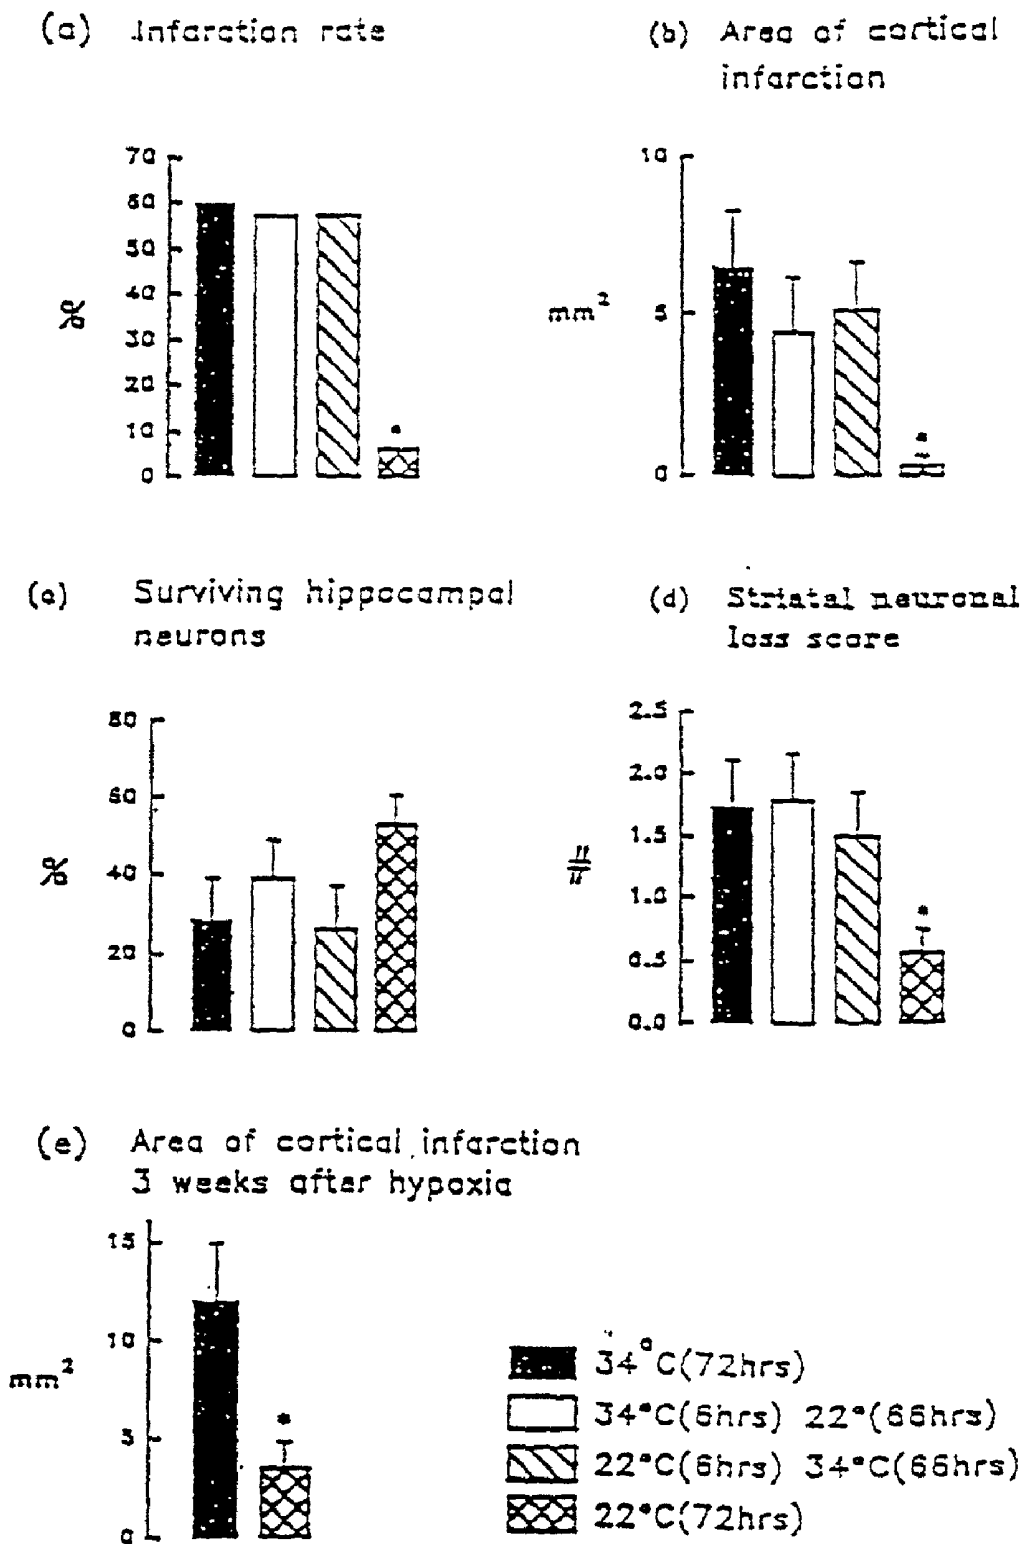 (a) Infarction rate
(b) Area of cortical
infarction
70
60
50
40
30
20
10
0
%
*
10
5
0
mm²
*
(c) Surviving hippocampal
neurons
80
60
40
20
0
%
(d) Striatal neuronal
loss score
2.5
2.0
1.5
1.0
0.5
0.0
#
*
(e) Area of cortical infarction
3 weeks after hypoxia
15
10
5
0
mm²
*
34°C(72hrs)
34°C(6hrs) 22°(66hrs)
22°C(6hrs) 34°C(66hrs)
22°C(72hrs)